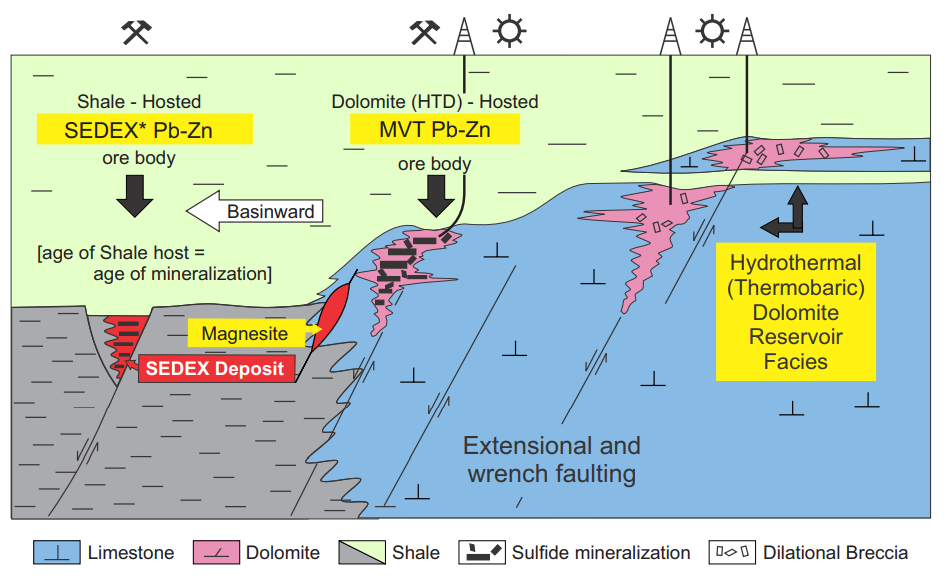 Shale - Hosted
SEDEX* Pb-Zn
ore body
Dolomite (HTD) - Hosted
MVT Pb-Zn
ore body
Basinward
[age of Shale host =
age of mineralization]
Magnesite
SEDEX Deposit
Hydrothermal
(Thermobaric)
Dolomite
Reservoir
Facies
Extensional and
wrench faulting
Limestone
Dolomite
Shale
Sulfide mineralization
Dilational Breccia